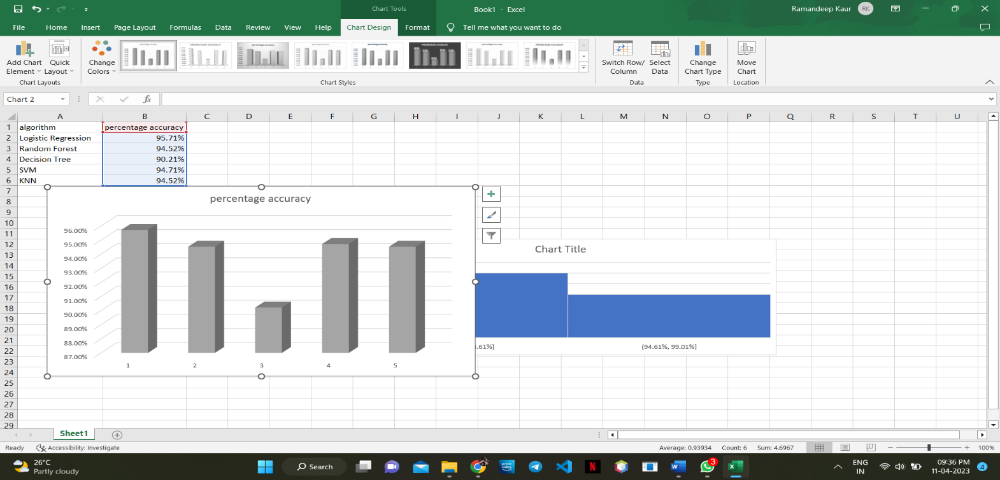 Chart Tools
Book1 - Excel
Ramandeep Kaur
RK
File Home Insert Page Layout Formulas Data Review View Help Chart Design Format Tell me what you want to do
Add Chart Element
Quick Layout
Change Colors
Switch Row/ Column
Select Data
Change Chart Type
Move Chart
Chart Layouts
Chart Styles
Data
Type
Location
Chart 2
fx
A B C D E F G H I J K L M N O P Q R S T U
1 algorithm percentage accuracy
2 Logistic Regression 95.71%
3 Random Forest 94.52%
4 Decision Tree 90.21%
5 SVM 94.71%
6 KNN 94.52%
7
8
9
10
11
12
13
14
15
16
17
18
19
20
21
22
23
24
25
26
27
28
29
percentage accuracy
96.00%
95.00%
94.00%
93.00%
92.00%
91.00%
90.00%
89.00%
88.00%
87.00%
1 2 3 4 5
Chart Title
.61%]
(94.61%, 99.01%]
Sheet1
Ready
Accessibility: Investigate
Average: 0.93934 Count: 6 Sum: 4.6967
100%
26°C
Partly cloudy
Search
prime video
N
W
3
X
ENG
IN
09:36 PM
11-04-2023
4